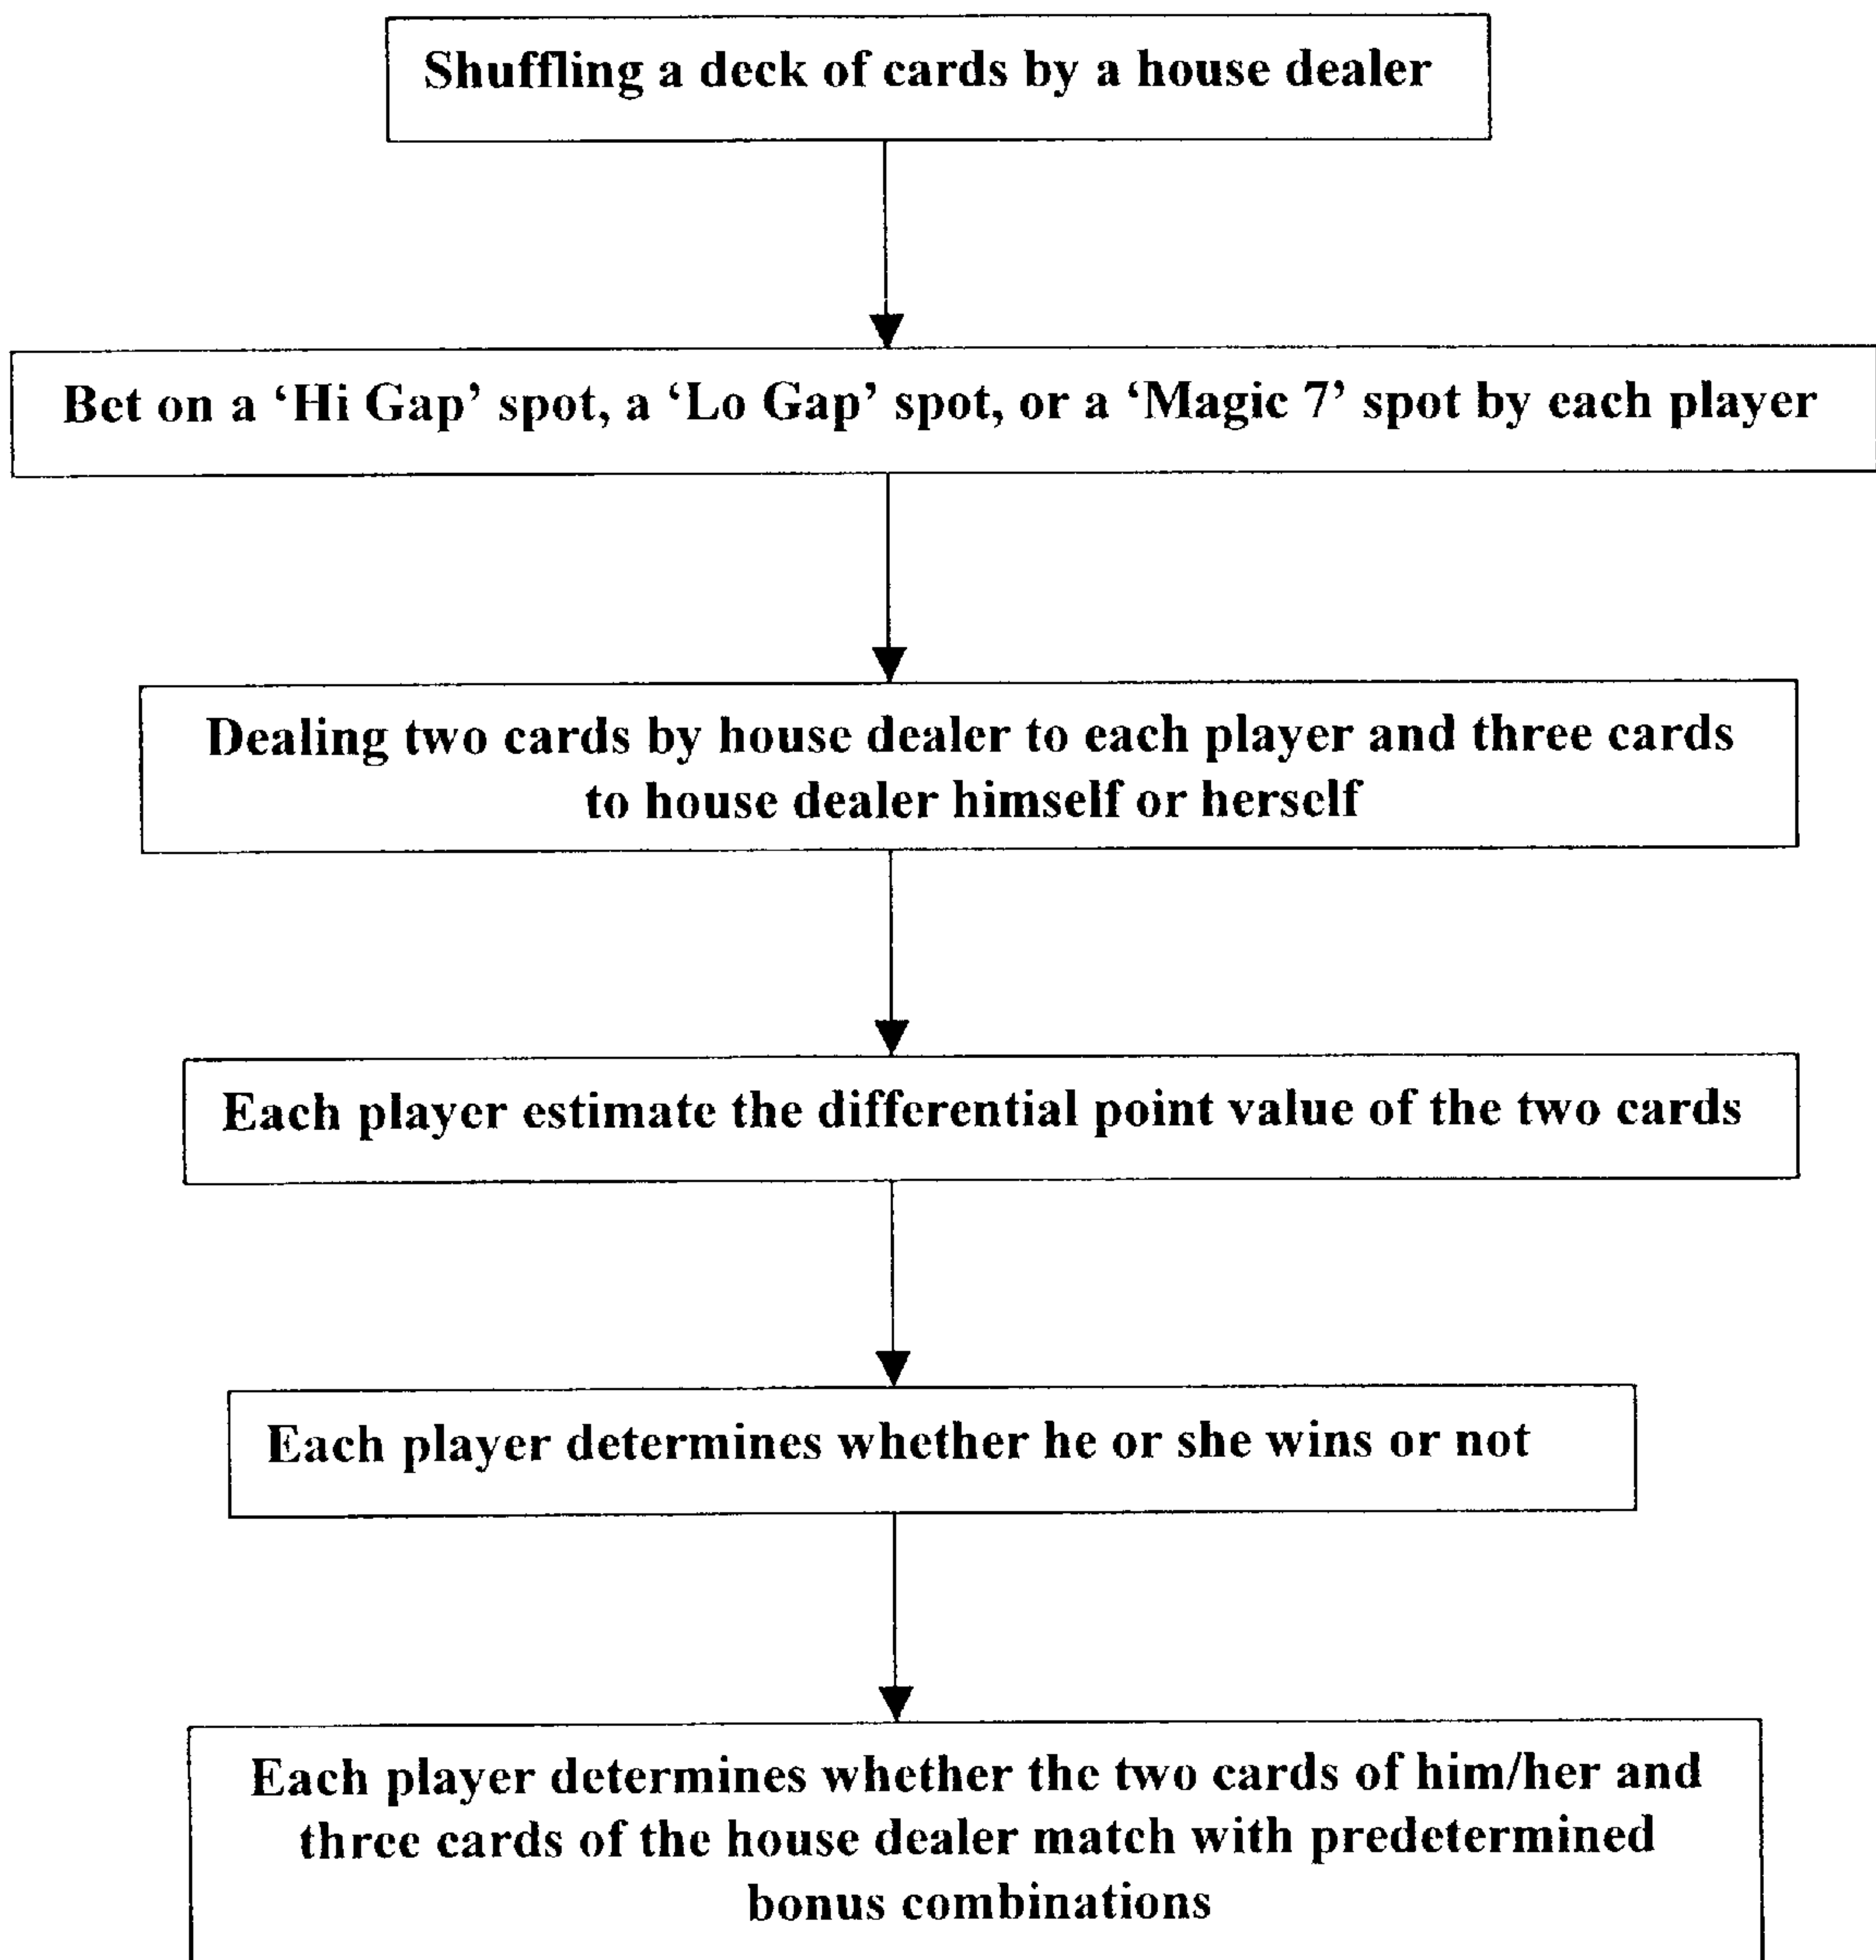 Shuffling a deck of cards by a house dealer
Bet on a ‘Hi Gap’ spot, a ‘Lo Gap’ spot, or a ‘Magic 7’ spot by each player
Dealing two cards by house dealer to each player and three cards
to house dealer himself or herself
Each player estimate the differential point value of the two cards
Each player determines whether he or she wins or not
Each player determines whether the two cards of him/her and
three cards of the house dealer match with predetermined
bonus combinations